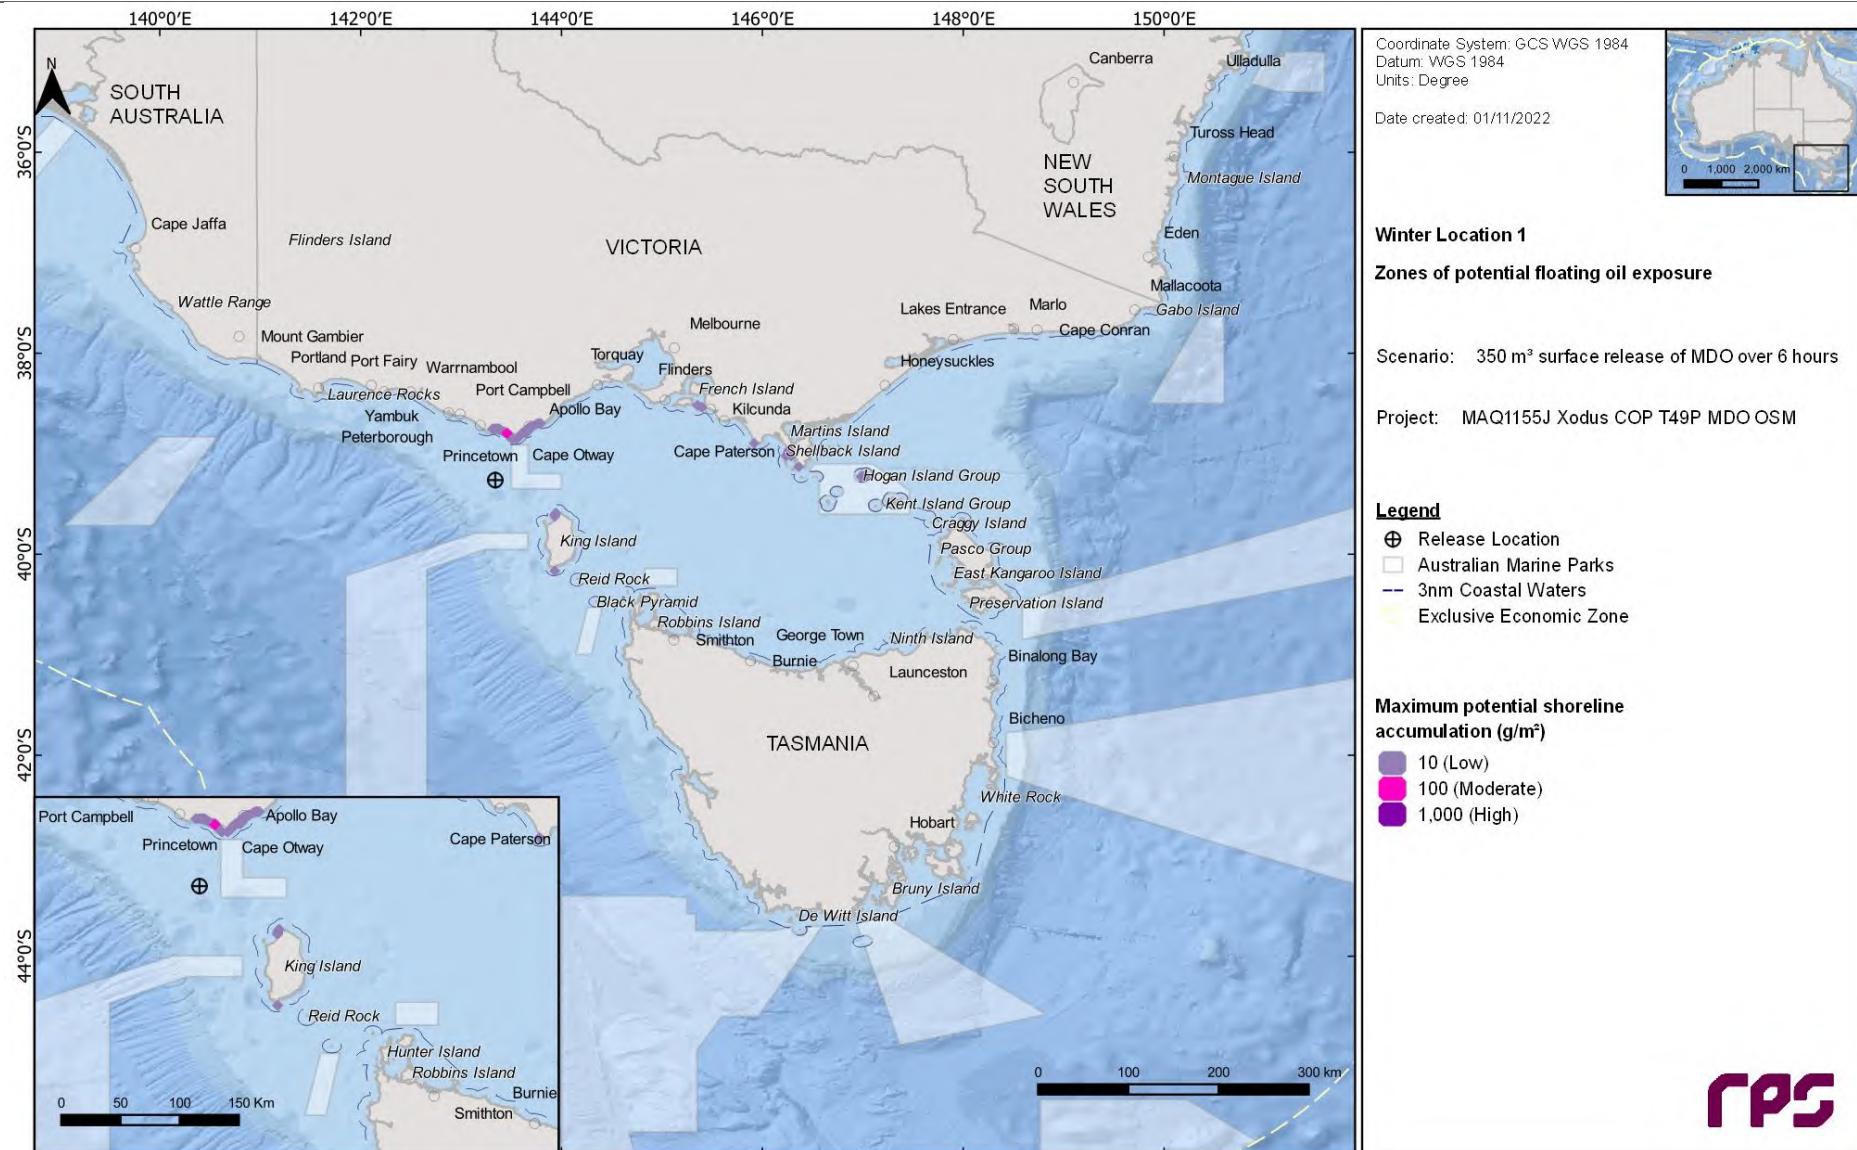 140°0'E 142°0'E 144°0'E 146°0'E 148°0'E 150°0'E
36°0'S
38°0'S
40°0'S
42°0'S
44°0'S
N
SOUTH
AUSTRALIA
Canberra
Ulladulla
Tuross Head
NEW
SOUTH
WALES
Montague Island
Cape Jaffa
Flinders Island
VICTORIA
Eden
Wattle Range
Mallacoota
Lakes Entrance
Marlo
Gabo Island
Mount Gambier
Melbourne
Cape Conran
Portland
Port Fairy
Warrnambool
Torquay
Flinders
Honeysuckles
Laurence Rocks
Port Campbell
French Island
Yambuk
Apollo Bay
Kilcunda
Peterborough
Martins Island
Princetown
Cape Otway
Cape Paterson
Shellback Island
Hogan Island Group
Kent Island Group
Craggy Island
King Island
Pasco Group
Reid Rock
East Kangaroo Island
Black Pyramid
Preservation Island
Robbins Island
Smithton
George Town
Ninth Island
Burnie
Binalong Bay
Launceston
Bicheno
TASMANIA
White Rock
Hobart
Bruny Island
De Witt Island
0 100 200 300 km
Port Campbell
Apollo Bay
Princetown
Cape Otway
Cape Paterson
King Island
Reid Rock
Hunter Island
Robbins Island
Burnie
Smithton
0 50 100 150 Km
Coordinate System: GCS WGS 1984
Datum: WGS 1984
Units: Degree
Date created: 01/11/2022
0 1,000 2,000 km
Winter Location 1
Zones of potential floating oil exposure
Scenario: 350 m³ surface release of MDO over 6 hours
Project: MAQ1155J Xodus COP T49P MDO OSM
Legend
Release Location
Australian Marine Parks
3nm Coastal Waters
Exclusive Economic Zone
Maximum potential shoreline
accumulation (g/m²)
10 (Low)
100 (Moderate)
1,000 (High)
rps